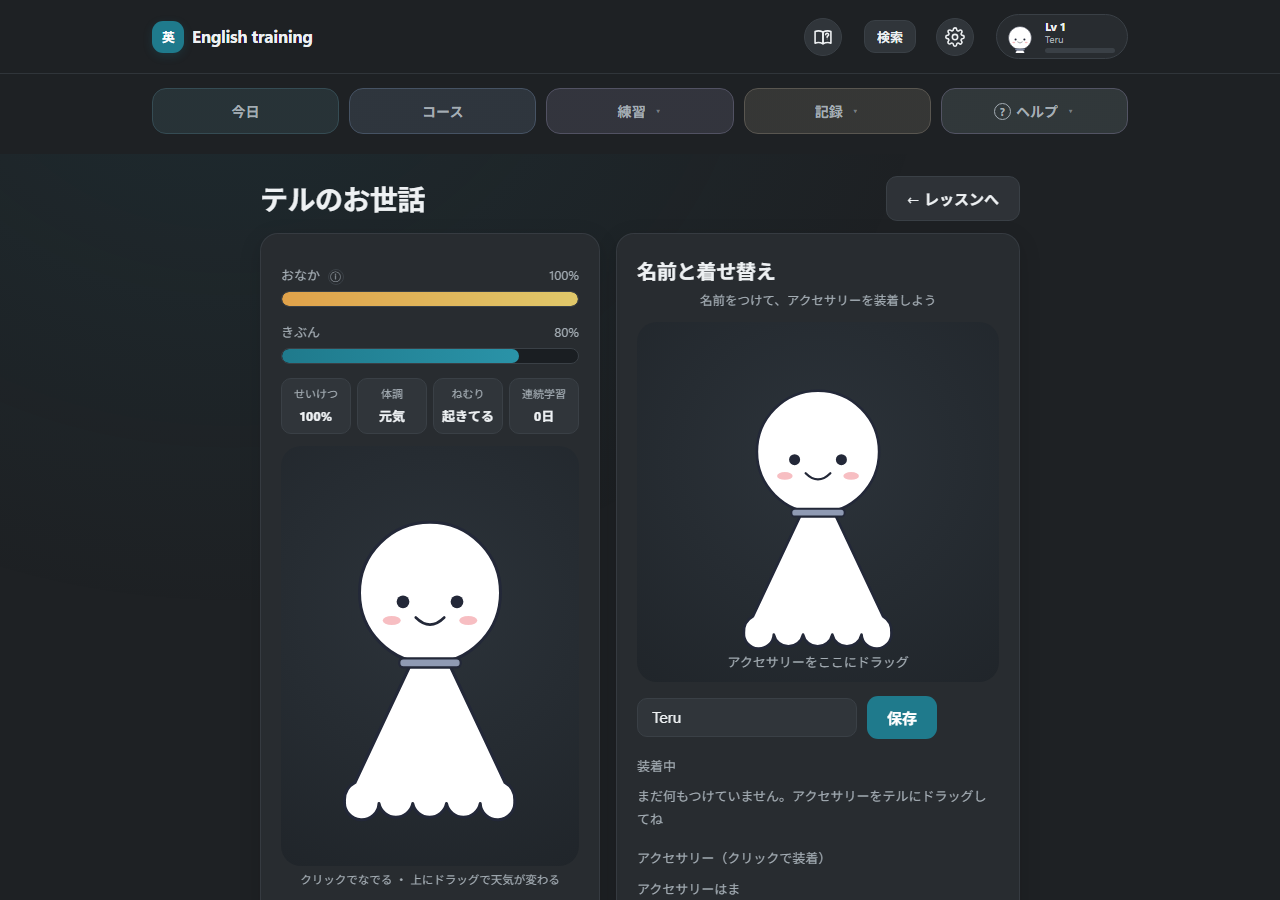 英 English training
検索
Lv 1
Teru
今日
コース
練習
記録
? ヘルプ
テルのお世話
← レッスンへ
おなか ⓘ 100%
きぶん 80%
せいけつ
100%
体調
元気
ねむり
起きてる
連続学習
0日
クリックでなでる ・ 上にドラッグで天気が変わる
名前と着せ替え
名前をつけて、アクセサリーを装着しよう
アクセサリーをここにドラッグ
Teru
保存
装着中
まだ何もつけていません。アクセサリーをテルにドラッグし
てね
アクセサリー（クリックで装着）
アクセサリーはま